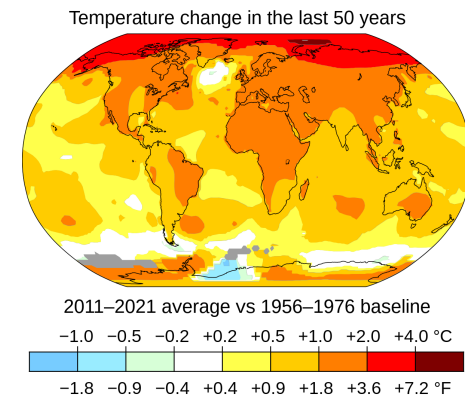 Temperature change in the last 50 years
2011–2021 average vs 1956–1976 baseline
−1.0 −0.5 −0.2 +0.2 +0.5 +1.0 +2.0 +4.0 °C
−1.8 −0.9 −0.4 +0.4 +0.9 +1.8 +3.6 +7.2 °F